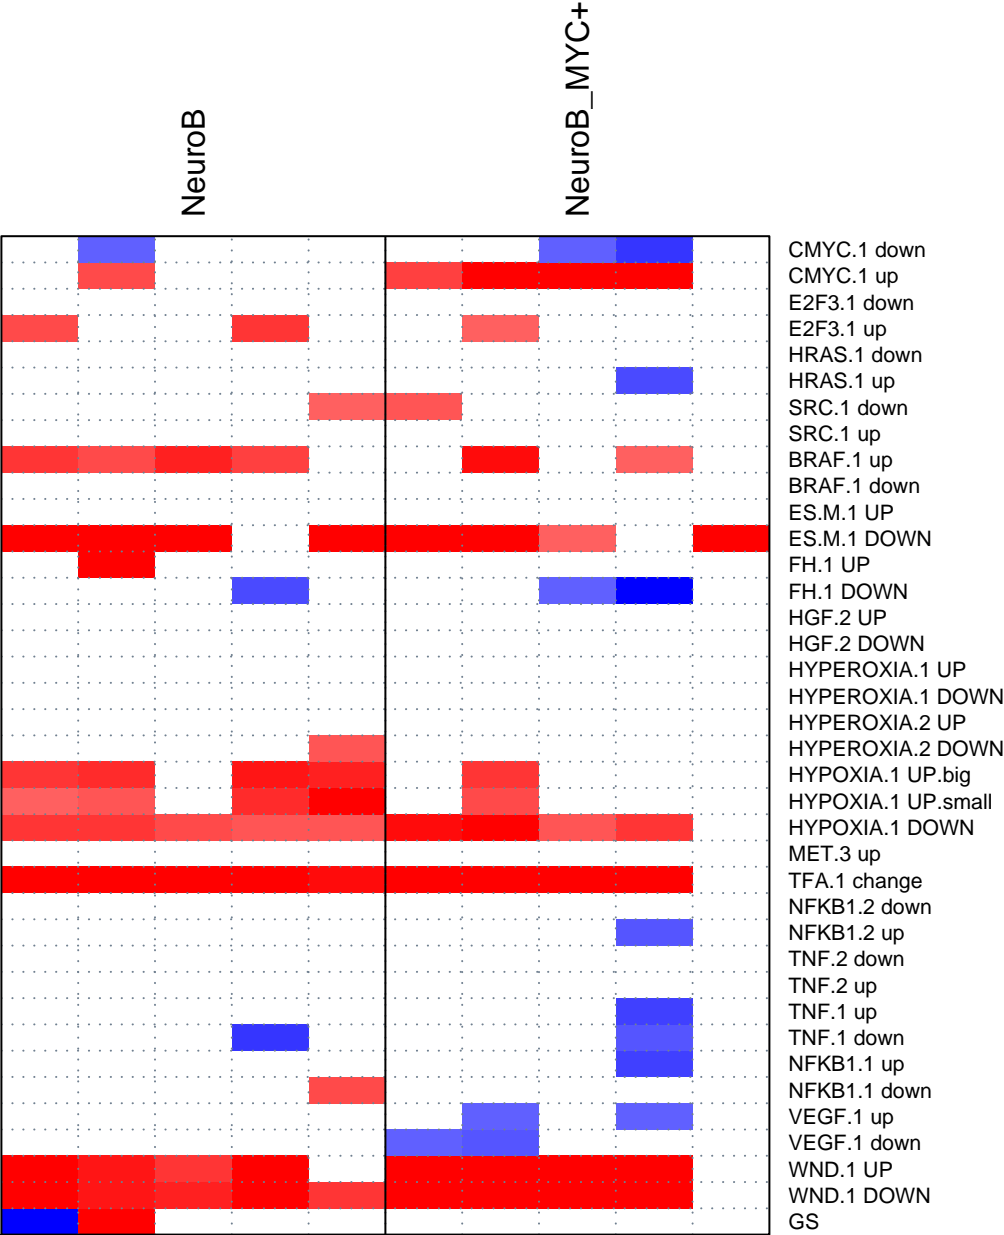 NeuroB
NeuroB_MYC+
CMYC.1 down
CMYC.1 up
E2F3.1 down
E2F3.1 up
HRAS.1 down
HRAS.1 up
SRC.1 down
SRC.1 up
BRAF.1 up
BRAF.1 down
ES.M.1 UP
ES.M.1 DOWN
FH.1 UP
FH.1 DOWN
HGF.2 UP
HGF.2 DOWN
HYPEROXIA.1 UP
HYPEROXIA.1 DOWN
HYPEROXIA.2 UP
HYPEROXIA.2 DOWN
HYPOXIA.1 UP.big
HYPOXIA.1 UP.small
HYPOXIA.1 DOWN
MET.3 up
TFA.1 change
NFKB1.2 down
NFKB1.2 up
TNF.2 down
TNF.2 up
TNF.1 up
TNF.1 down
NFKB1.1 up
NFKB1.1 down
VEGF.1 up
VEGF.1 down
WND.1 UP
WND.1 DOWN
GS